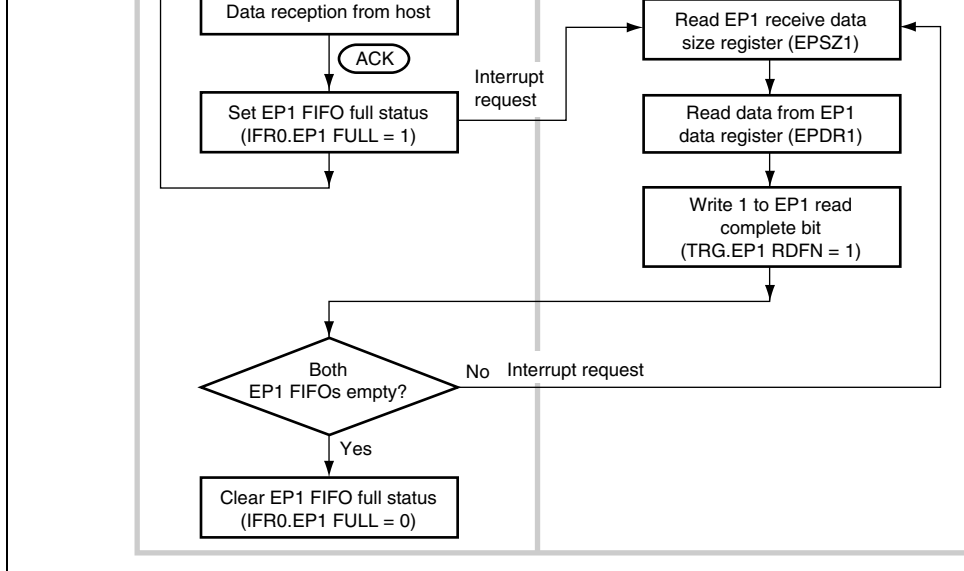 Data reception from host
ACK
Set EP1 FIFO full status
(IFR0.EP1 FULL = 1)
Interrupt
request
Read EP1 receive data
size register (EPSZ1)
Read data from EP1
data register (EPDR1)
Write 1 to EP1 read
complete bit
(TRG.EP1 RDFN = 1)
Both
EP1 FIFOs empty?
No Interrupt request
Yes
Clear EP1 FIFO full status
(IFR0.EP1 FULL = 0)